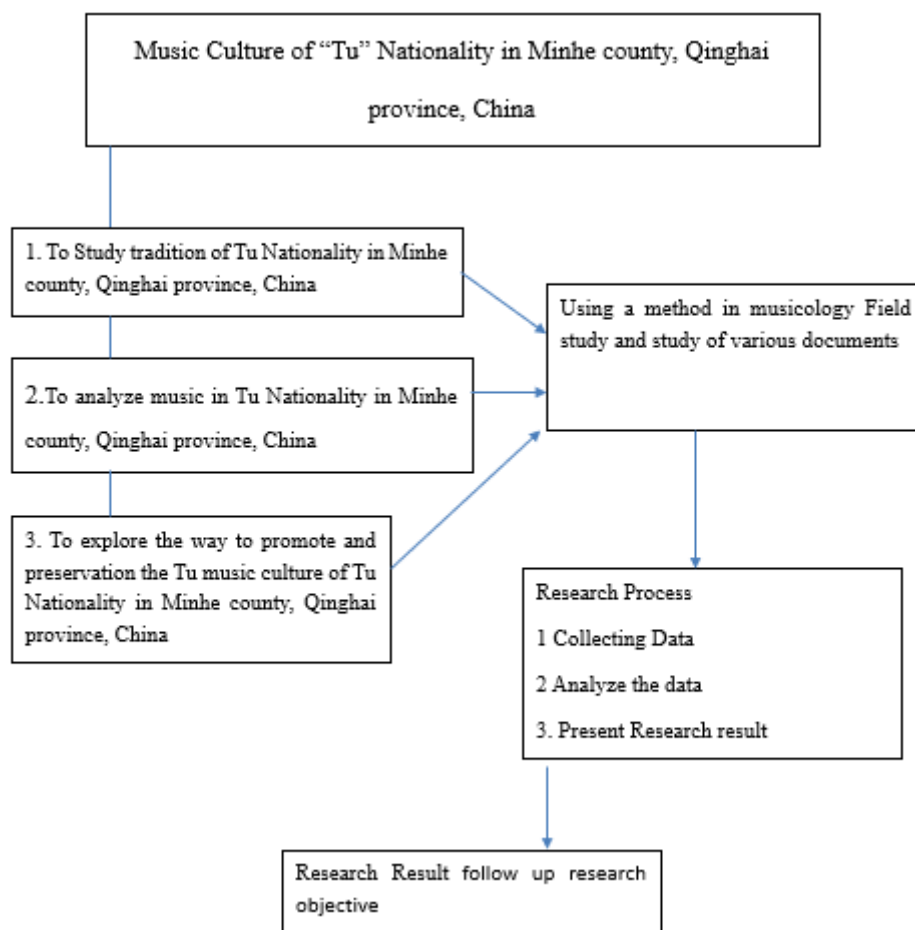 Music Culture of “Tu” Nationality in Minhe county, Qinghai
province, China
1. To Study tradition of Tu Nationality in Minhe
county, Qinghai province, China
2.To analyze music in Tu Nationality in Minhe
county, Qinghai province, China
3. To explore the way to promote and
preservation the Tu music culture of Tu
Nationality in Minhe county, Qinghai
province, China
Using a method in musicology Field
study and study of various documents
Research Process
1 Collecting Data
2 Analyze the data
3. Present Research result
Research Result follow up research
objective